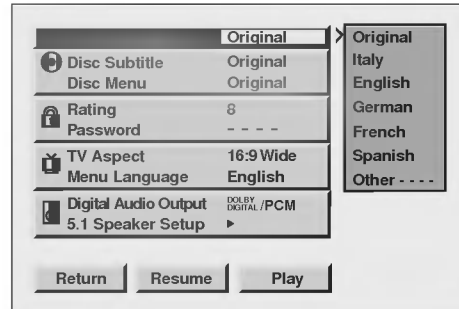 Original
Disc Subtitle Original
Disc Menu Original
Rating 8
Password - - - -
TV Aspect 16:9 Wide
Menu Language English
Digital Audio Output DOLBY DIGITAL /PCM
5.1 Speaker Setup
Return Resume Play
Original
Italy
English
German
French
Spanish
Other - - - -